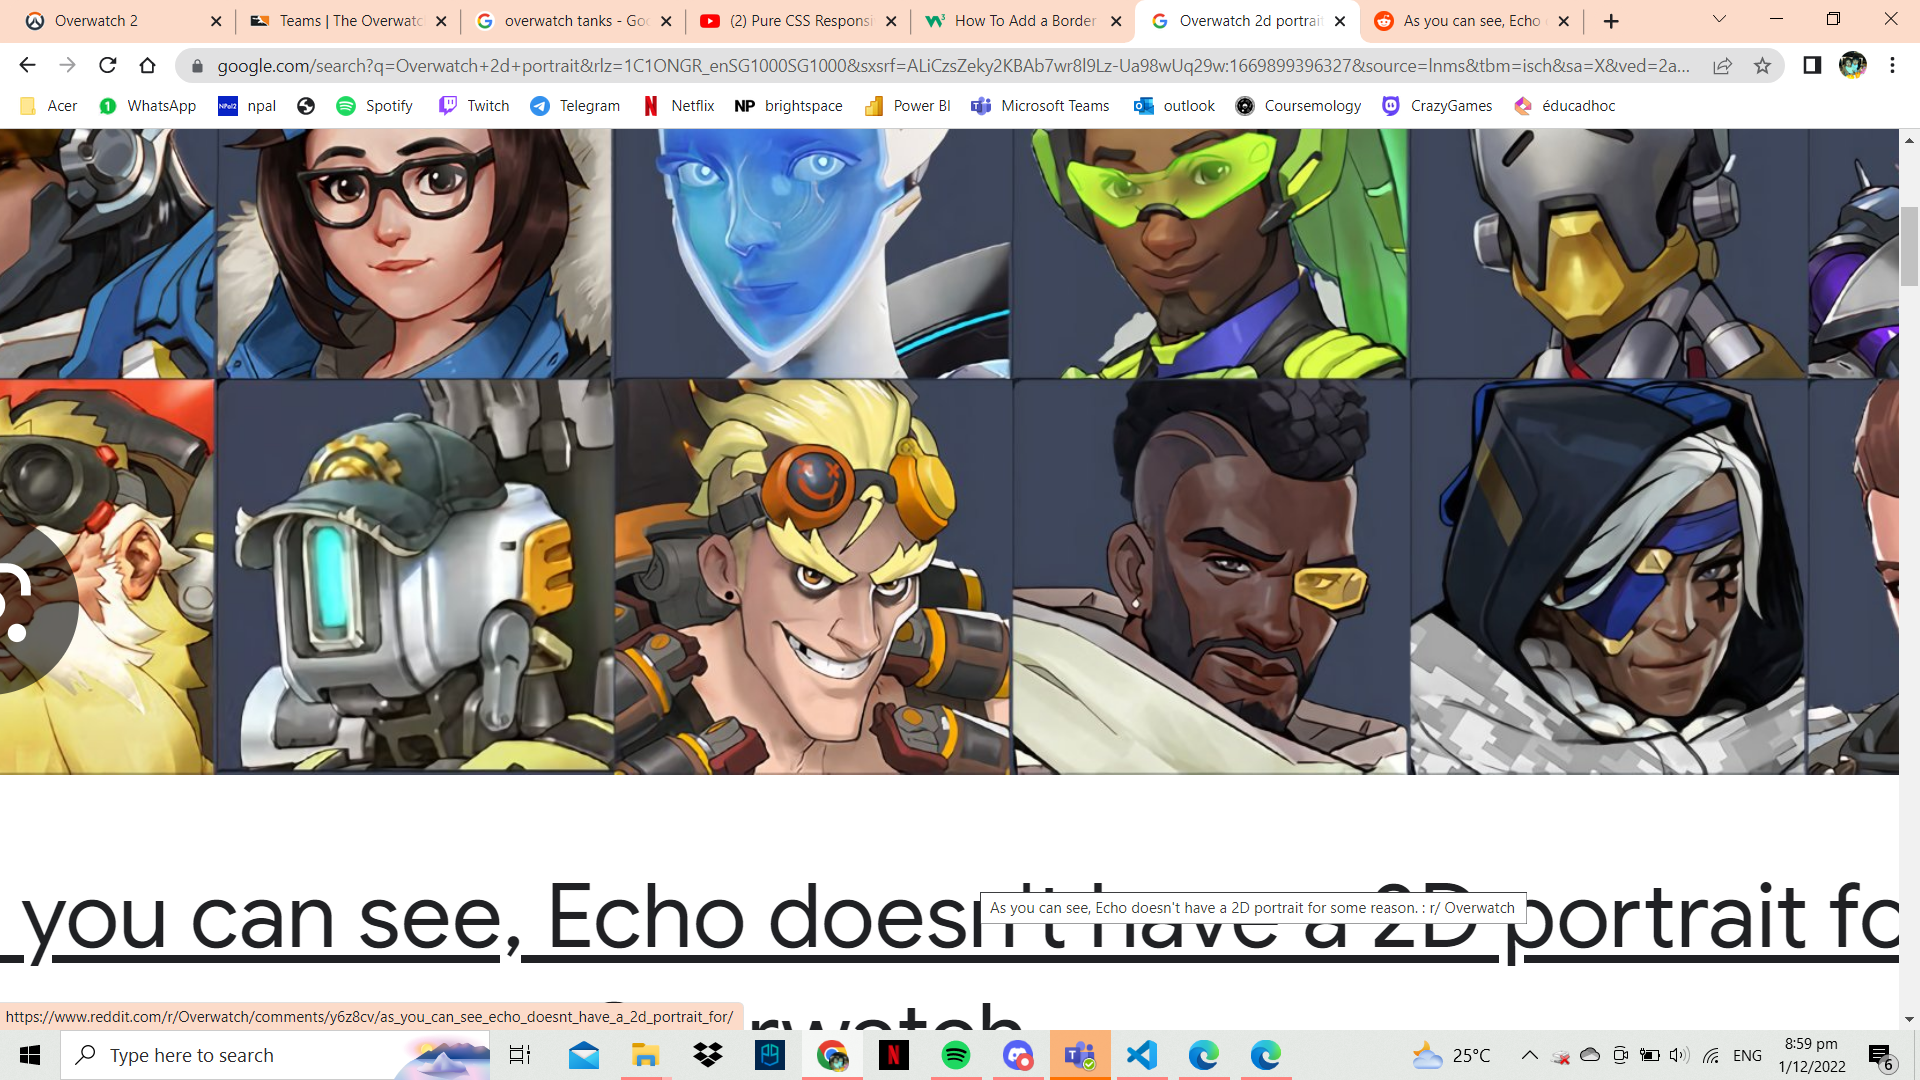 Overwatch 2
Teams | The Overwatc
overwatch tanks - Goo
(2) Pure CSS Responsi
How To Add a Border
Overwatch 2d portrait
As you can see, Echo
google.com/search?q=Overwatch+2d+portrait&rlz=1C1ONGR_enSG1000SG1000&sxsrf=ALiCzsZeky2KBAb7wr8l9Lz-Ua98wUq29w:1669899396327&source=lnms&tbm=isch&sa=X&ved=2a...
Acer
WhatsApp
npal
Spotify
Twitch
Telegram
Netflix
NP brightspace
Power BI
Microsoft Teams
outlook
Coursemology
CrazyGames
éducadhoc
you can see, Echo doesn't have a 2D portrait fo
As you can see, Echo doesn't have a 2D portrait for some reason. : r/ Overwatch
rwatch
https://www.reddit.com/r/Overwatch/comments/y6z8cv/as_you_can_see_echo_doesnt_have_a_2d_portrait_for/
Type here to search
25°C
ENG
8:59 pm
1/12/2022
6